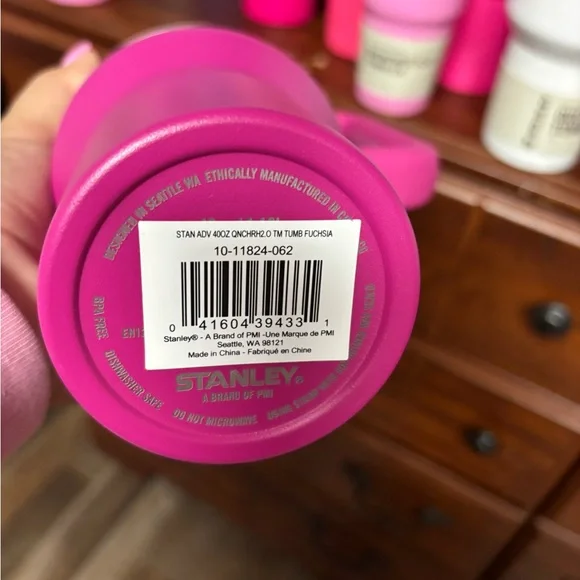 DESIGNED IN SEATTLE WA ETHICALLY MANUFACTURED IN
STAN ADV 40OZ QNCHRH2.O TM TUMB FUCHSIA
10-11824-062
0 41604 39433 1
Stanley® - A Brand of PMI -Une Marque de PMI
Seattle, WA 98121
Made in China - Fabriqué en Chine
BPA FREE
DISHWASHER SAFE
STANLEY®
A BRAND OF PMI
DO NOT MICROWAVE